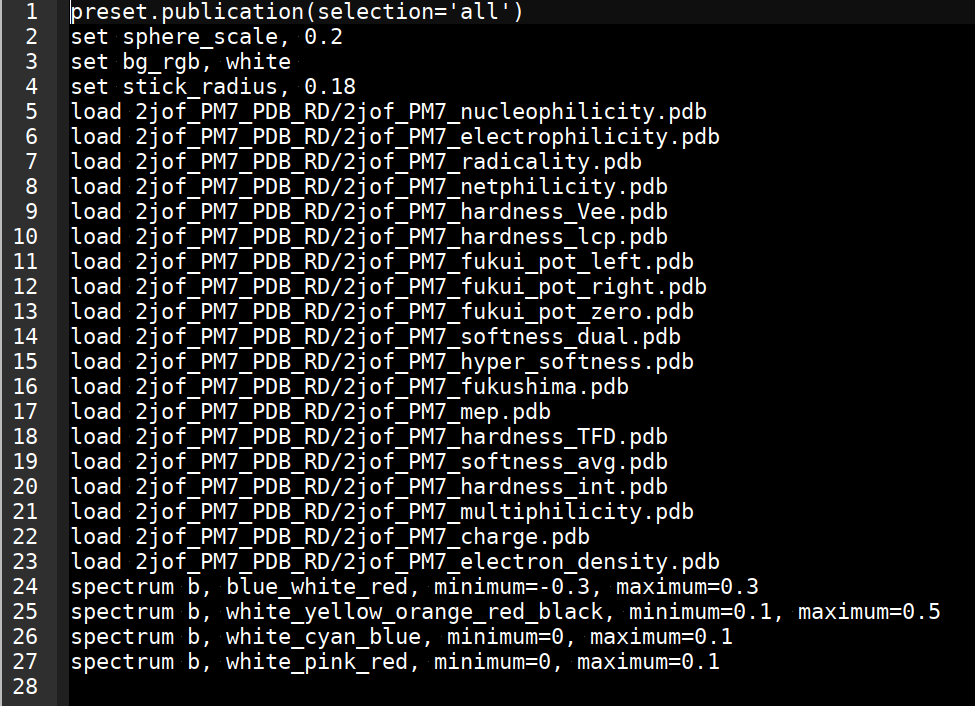 1 preset.publication(selection='all')
2 set sphere_scale, 0.2
3 set bg_rgb, white
4 set stick_radius, 0.18
5 load 2jof_PM7_PDB_RD/2jof_PM7_nucleophilicity.pdb
6 load 2jof_PM7_PDB_RD/2jof_PM7_electrophilicity.pdb
7 load 2jof_PM7_PDB_RD/2jof_PM7_radicality.pdb
8 load 2jof_PM7_PDB_RD/2jof_PM7_netphilicity.pdb
9 load 2jof_PM7_PDB_RD/2jof_PM7_hardness_Vee.pdb
10 load 2jof_PM7_PDB_RD/2jof_PM7_hardness_lcp.pdb
11 load 2jof_PM7_PDB_RD/2jof_PM7_fukui_pot_left.pdb
12 load 2jof_PM7_PDB_RD/2jof_PM7_fukui_pot_right.pdb
13 load 2jof_PM7_PDB_RD/2jof_PM7_fukui_pot_zero.pdb
14 load 2jof_PM7_PDB_RD/2jof_PM7_softness_dual.pdb
15 load 2jof_PM7_PDB_RD/2jof_PM7_hyper_softness.pdb
16 load 2jof_PM7_PDB_RD/2jof_PM7_fukushima.pdb
17 load 2jof_PM7_PDB_RD/2jof_PM7_mep.pdb
18 load 2jof_PM7_PDB_RD/2jof_PM7_hardness_TFD.pdb
19 load 2jof_PM7_PDB_RD/2jof_PM7_softness_avg.pdb
20 load 2jof_PM7_PDB_RD/2jof_PM7_hardness_int.pdb
21 load 2jof_PM7_PDB_RD/2jof_PM7_multiphilicity.pdb
22 load 2jof_PM7_PDB_RD/2jof_PM7_charge.pdb
23 load 2jof_PM7_PDB_RD/2jof_PM7_electron_density.pdb
24 spectrum b, blue_white_red, minimum=-0.3, maximum=0.3
25 spectrum b, white_yellow_orange_red_black, minimum=0.1, maximum=0.5
26 spectrum b, white_cyan_blue, minimum=0, maximum=0.1
27 spectrum b, white_pink_red, minimum=0, maximum=0.1
28